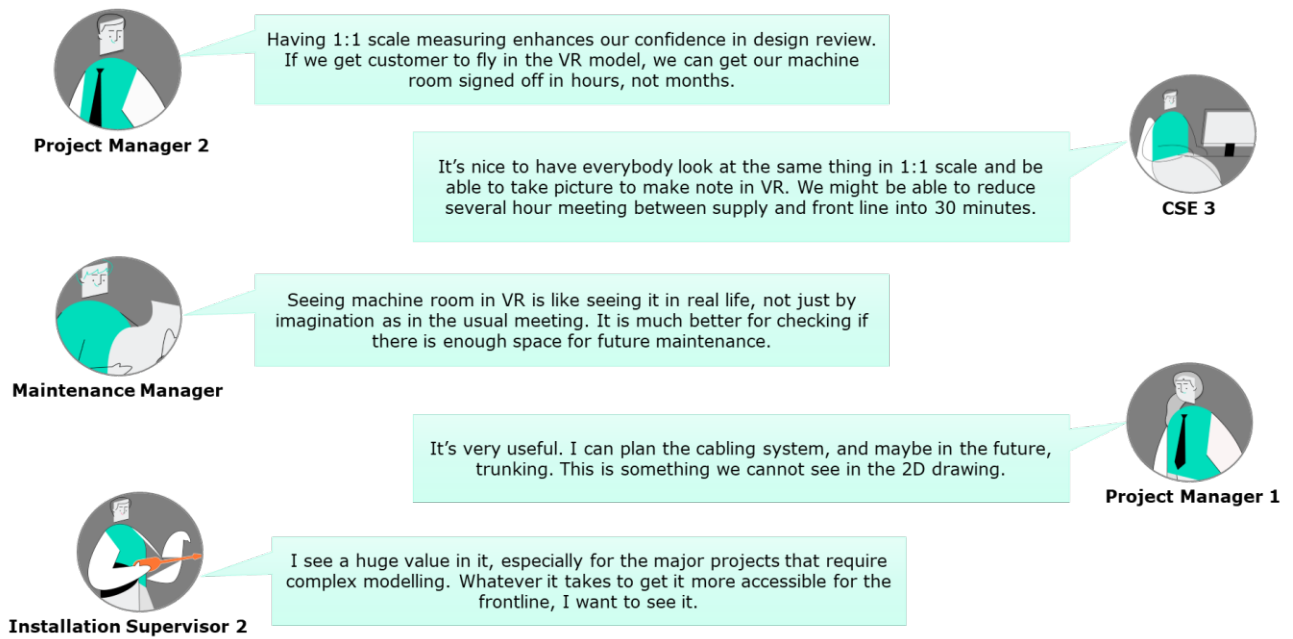 Having 1:1 scale measuring enhances our confidence in design review.
If we get customer to fly in the VR model, we can get our machine
room signed off in hours, not months.
Project Manager 2
It’s nice to have everybody look at the same thing in 1:1 scale and be
able to take picture to make note in VR. We might be able to reduce
several hour meeting between supply and front line into 30 minutes.
CSE 3
Seeing machine room in VR is like seeing it in real life, not just by
imagination as in the usual meeting. It is much better for checking if
there is enough space for future maintenance.
Maintenance Manager
It’s very useful. I can plan the cabling system, and maybe in the future,
trunking. This is something we cannot see in the 2D drawing.
Project Manager 1
I see a huge value in it, especially for the major projects that require
complex modelling. Whatever it takes to get it more accessible for the
frontline, I want to see it.
Installation Supervisor 2